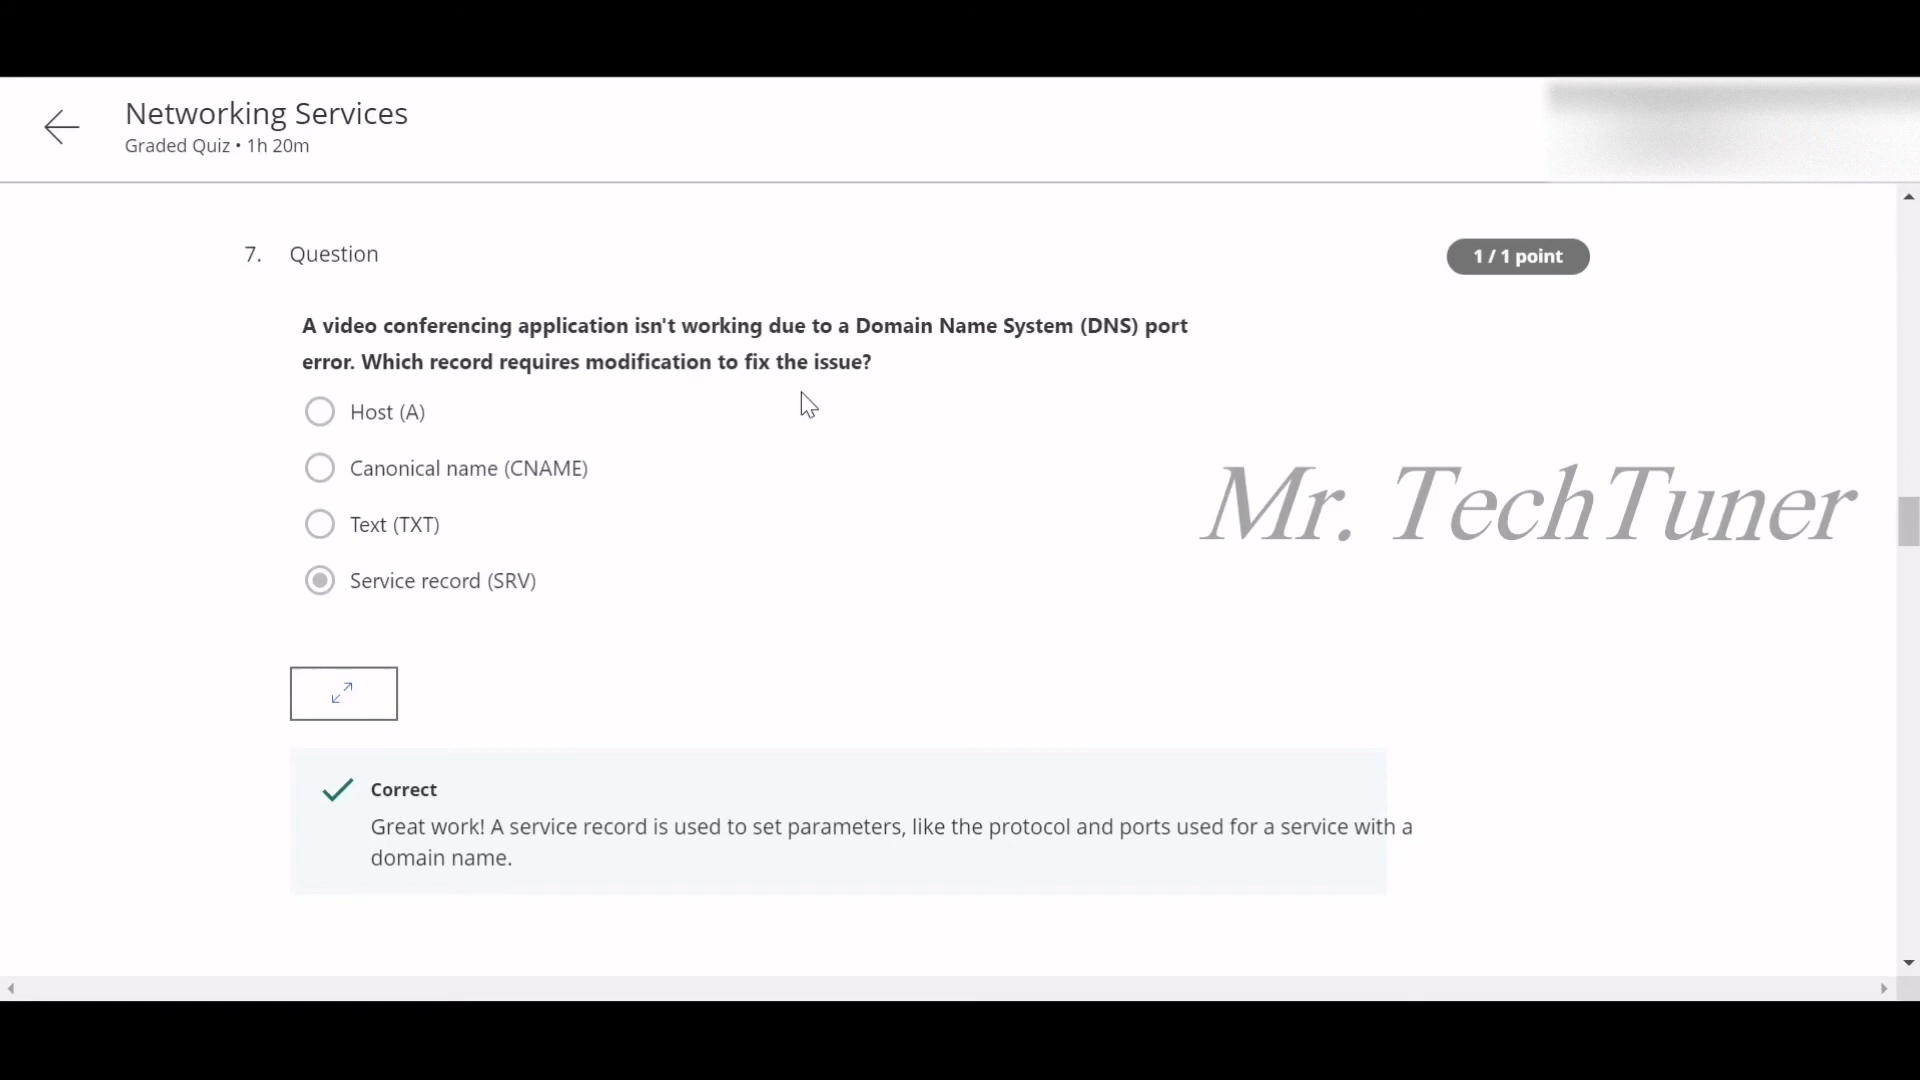 Networking Services
Graded Quiz • 1h 20m
7. Question
1 / 1 point
A video conferencing application isn't working due to a Domain Name System (DNS) port
error. Which record requires modification to fix the issue?
Host (A)
Canonical name (CNAME)
Text (TXT)
Service record (SRV)
Mr. TechTuner
Correct
Great work! A service record is used to set parameters, like the protocol and ports used for a service with a
domain name.